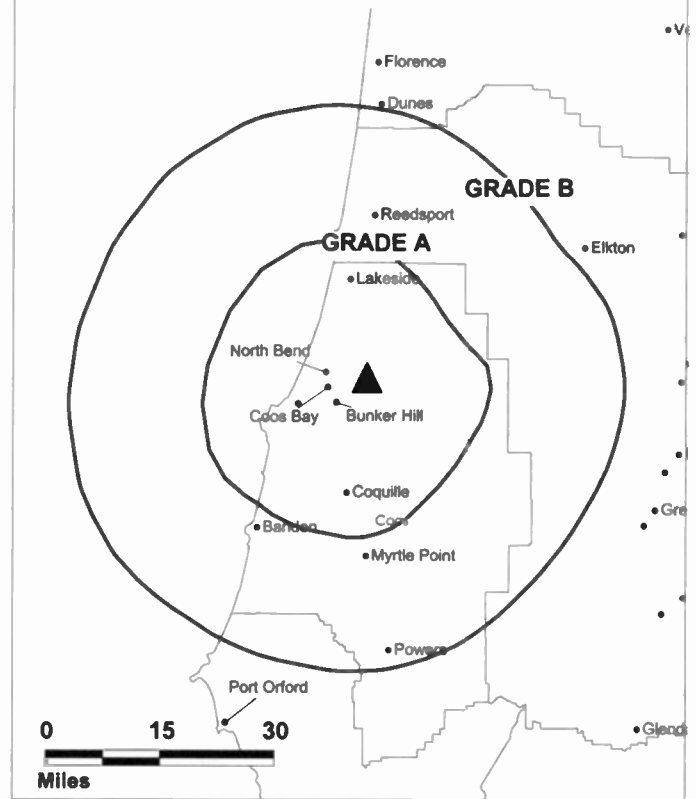 Florence
Dunes
GRADE B
Reedsport
GRADE A
Elkton
Lakeside
North Bend
Coos Bay
Bunker Hill
Coquille
Coos
Bandon
Myrtle Point
Powers
Port Orford
0 15 30
Miles